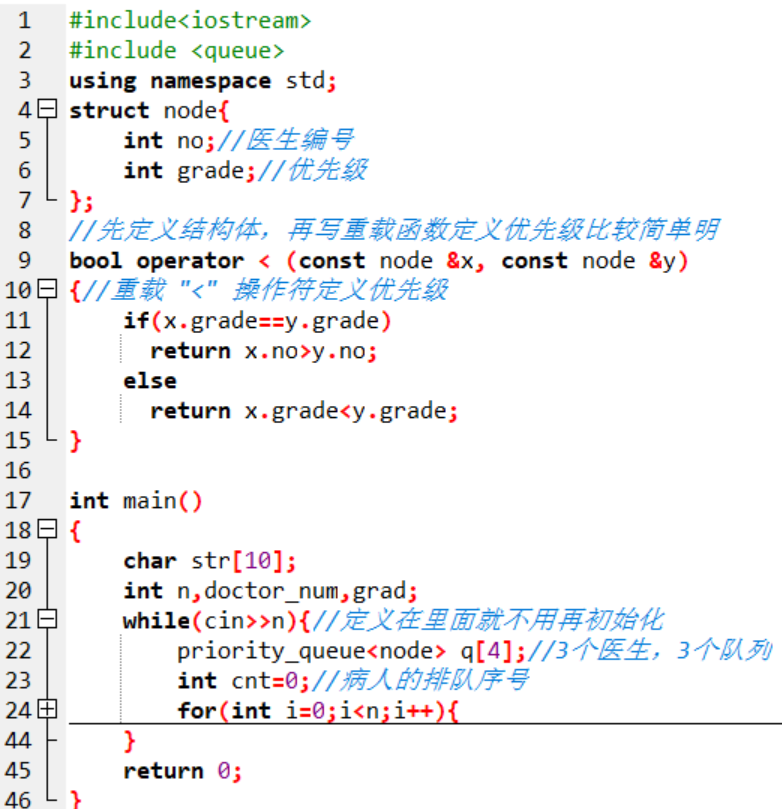 1 #include<iostream>
2 #include <queue>
3 using namespace std;
4 struct node{
5 int no;//医生编号
6 int grade;//优先级
7 };
8 //先定义结构体，再写重载函数定义优先级比较简单明
9 bool operator < (const node &x, const node &y)
10 {//重载 "<" 操作符定义优先级
11 if(x.grade==y.grade)
12 return x.no>y.no;
13 else
14 return x.grade<y.grade;
15 }
16
17 int main()
18 {
19 char str[10];
20 int n,doctor_num,grad;
21 while(cin>>n){//定义在里面就不用再初始化
22 priority_queue<node> q[4];//3个医生，3个队列
23 int cnt=0;//病人的排队序号
24 for(int i=0;i<n;i++){
44 }
45 return 0;
46 }